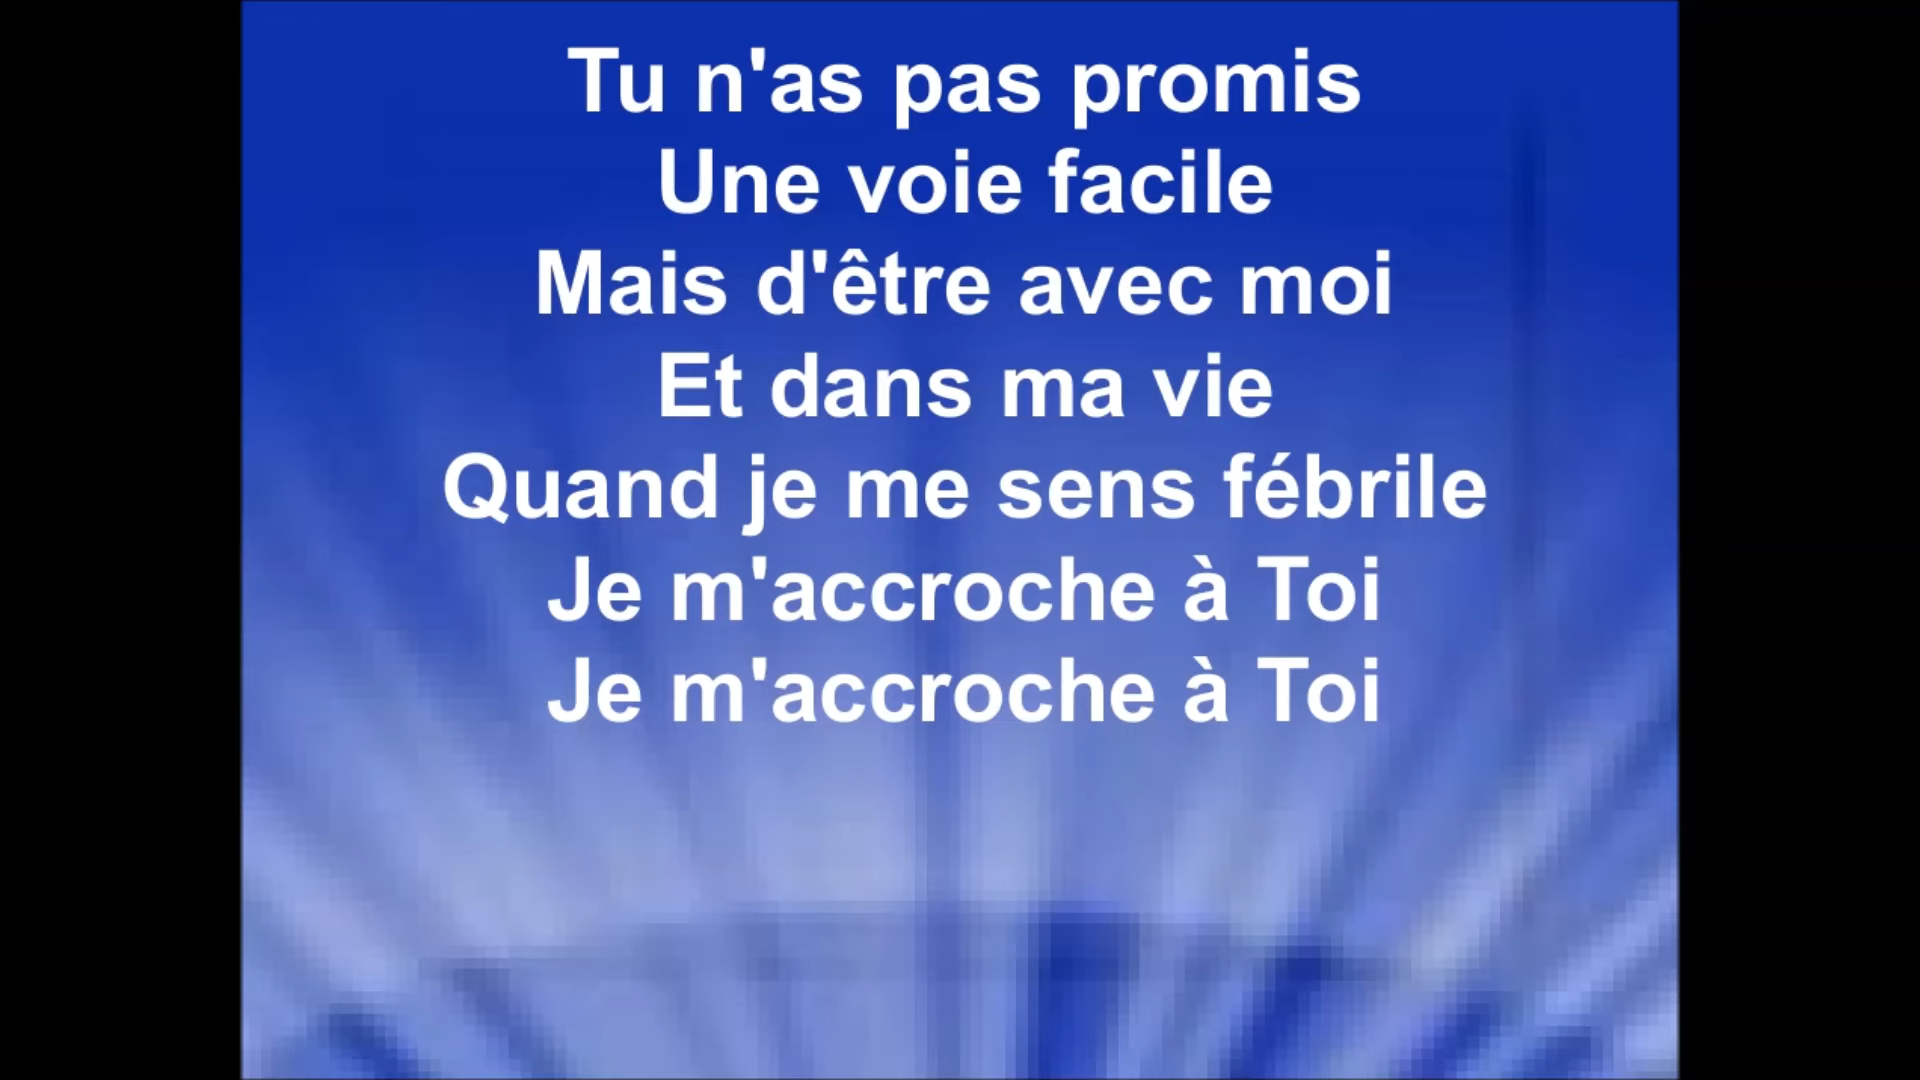 Tu n'as pas promis
Une voie facile
Mais d'être avec moi
Et dans ma vie
Quand je me sens fébrile
Je m'accroche à Toi
Je m'accroche à Toi